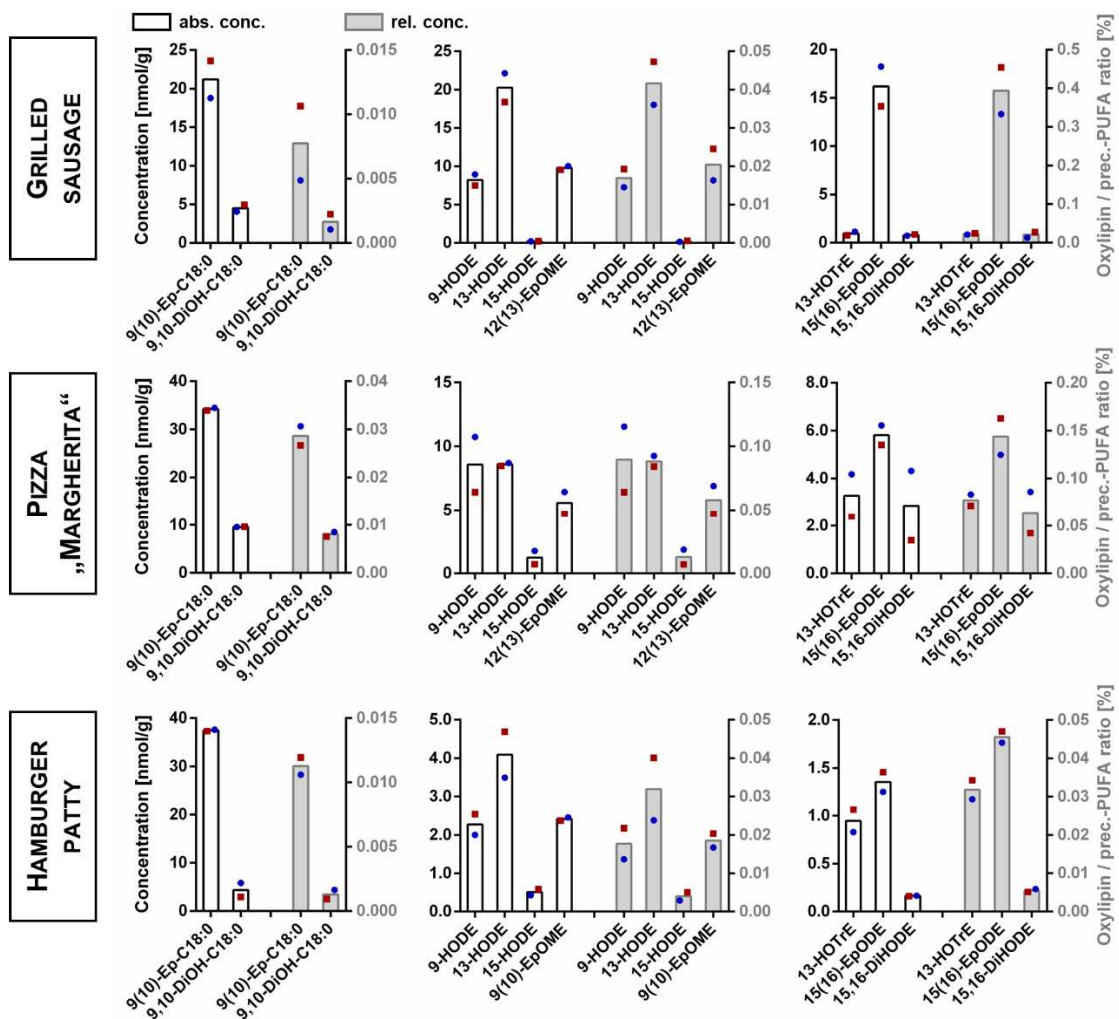 abs. conc.
rel. conc.
GRILLED
SAUSAGE
Concentration [nmol/g]
25
20
15
10
5
0
0.015
0.010
0.005
0.000
9(10)-Ep-C18:0
9,10-DiOH-C18:0
9(10)-Ep-C18:0
9,10-DiOH-C18:0
25
20
15
10
5
0
0.05
0.04
0.03
0.02
0.01
0.00
9-HODE
13-HODE
15-HODE
12(13)-EpOME
9-HODE
13-HODE
15-HODE
12(13)-EpOME
20
15
10
5
0
0.5
0.4
0.3
0.2
0.1
0.0
Oxylipin / prec.-PUFA ratio [%]
13-HOTrE
15(16)-EpODE
15,16-DiHODE
13-HOTrE
15(16)-EpODE
15,16-DiHODE
PIZZA
„MARGHERITA“
Concentration [nmol/g]
40
30
20
10
0
0.04
0.03
0.02
0.01
0.00
9(10)-Ep-C18:0
9,10-DiOH-C18:0
9(10)-Ep-C18:0
9,10-DiOH-C18:0
15
10
5
0
0.15
0.10
0.05
0.00
9-HODE
13-HODE
15-HODE
12(13)-EpOME
9-HODE
13-HODE
15-HODE
12(13)-EpOME
8.0
6.0
4.0
2.0
0.0
0.20
0.15
0.10
0.05
0.00
Oxylipin / prec.-PUFA ratio [%]
13-HOTrE
15(16)-EpODE
15,16-DiHODE
13-HOTrE
15(16)-EpODE
15,16-DiHODE
HAMBURGER
PATTY
Concentration [nmol/g]
40
30
20
10
0
0.015
0.010
0.005
0.000
9(10)-Ep-C18:0
9,10-DiOH-C18:0
9(10)-Ep-C18:0
9,10-DiOH-C18:0
5.0
4.0
3.0
2.0
1.0
0.0
0.05
0.04
0.03
0.02
0.01
0.00
9-HODE
13-HODE
15-HODE
9(10)-EpOME
9-HODE
13-HODE
15-HODE
9(10)-EpOME
2.0
1.5
1.0
0.5
0.0
0.05
0.04
0.03
0.02
0.01
0.00
Oxylipin / prec.-PUFA ratio [%]
13-HOTrE
15(16)-EpODE
15,16-DiHODE
13-HOTrE
15(16)-EpODE
15,16-DiHODE